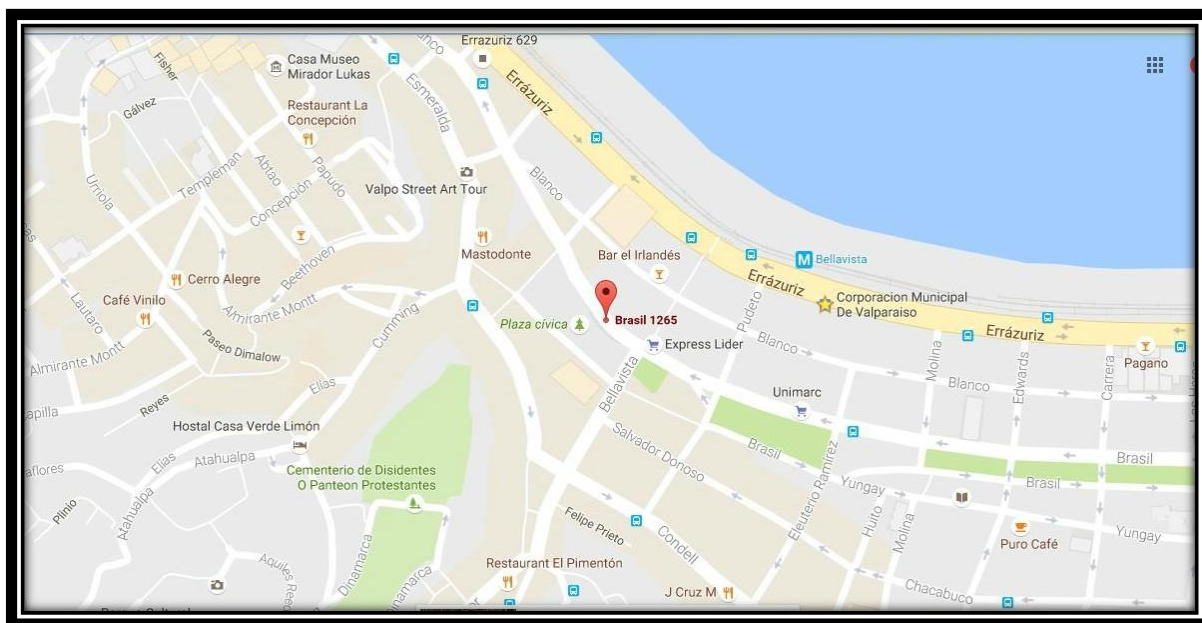 Errazuriz 629
Casa Museo
Mirador Lukas
Blanco
Fisher
Errázuriz
Esmeralda
Gálvez
Restaurant La
Concepción
Templeman
Abtao
Papudo
Concepción
Urriola
Valpo Street Art Tour
Blanco
Beethoven
Mastodonte
Bar el Irlandés
M Bellavista
Errázuriz
Cerro Alegre
Café Vinilo
Lautaro
Almirante Montt
Cumming
Corporacion Municipal
De Valparaiso
Pudeto
Plaza cívica
Brasil 1265
Errázuriz
Express Lider
Paseo Dimalow
Almirante Montt
Blanco
Molina
Edwards
Carrera
Pagano
Elias
Bellavista
Unimarc
Blanco
Reyes
Hostal Casa Verde Limón
Salvador Donoso
Brasil
Brasil
Elias
Atahualpa
Cementerio de Disidentes
O Panteon Protestantes
Eleuterio Ramírez
Yungay
Brasil
Plinio
Atahualpa
Huito
Molina
Felipe Prieto
Condell
Puro Café
Yungay
Dinamarca
Restaurant El Pimentón
J Cruz M
Chacabuco